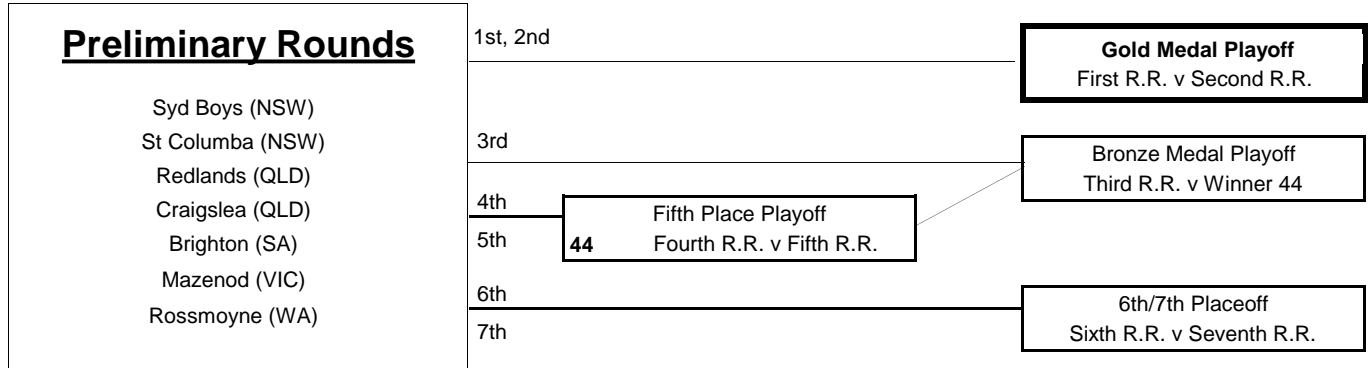 Preliminary Rounds
Syd Boys (NSW)
St Columba (NSW)
Redlands (QLD)
Craigslea (QLD)
Brighton (SA)
Mazenod (VIC)
Rossmoyne (WA)
1st, 2nd
Gold Medal Playoff
First R.R. v Second R.R.
3rd
Bronze Medal Playoff
Third R.R. v Winner 44
4th
5th
Fifth Place Playoff
44 Fourth R.R. v Fifth R.R.
6th
7th
6th/7th Placeoff
Sixth R.R. v Seventh R.R.